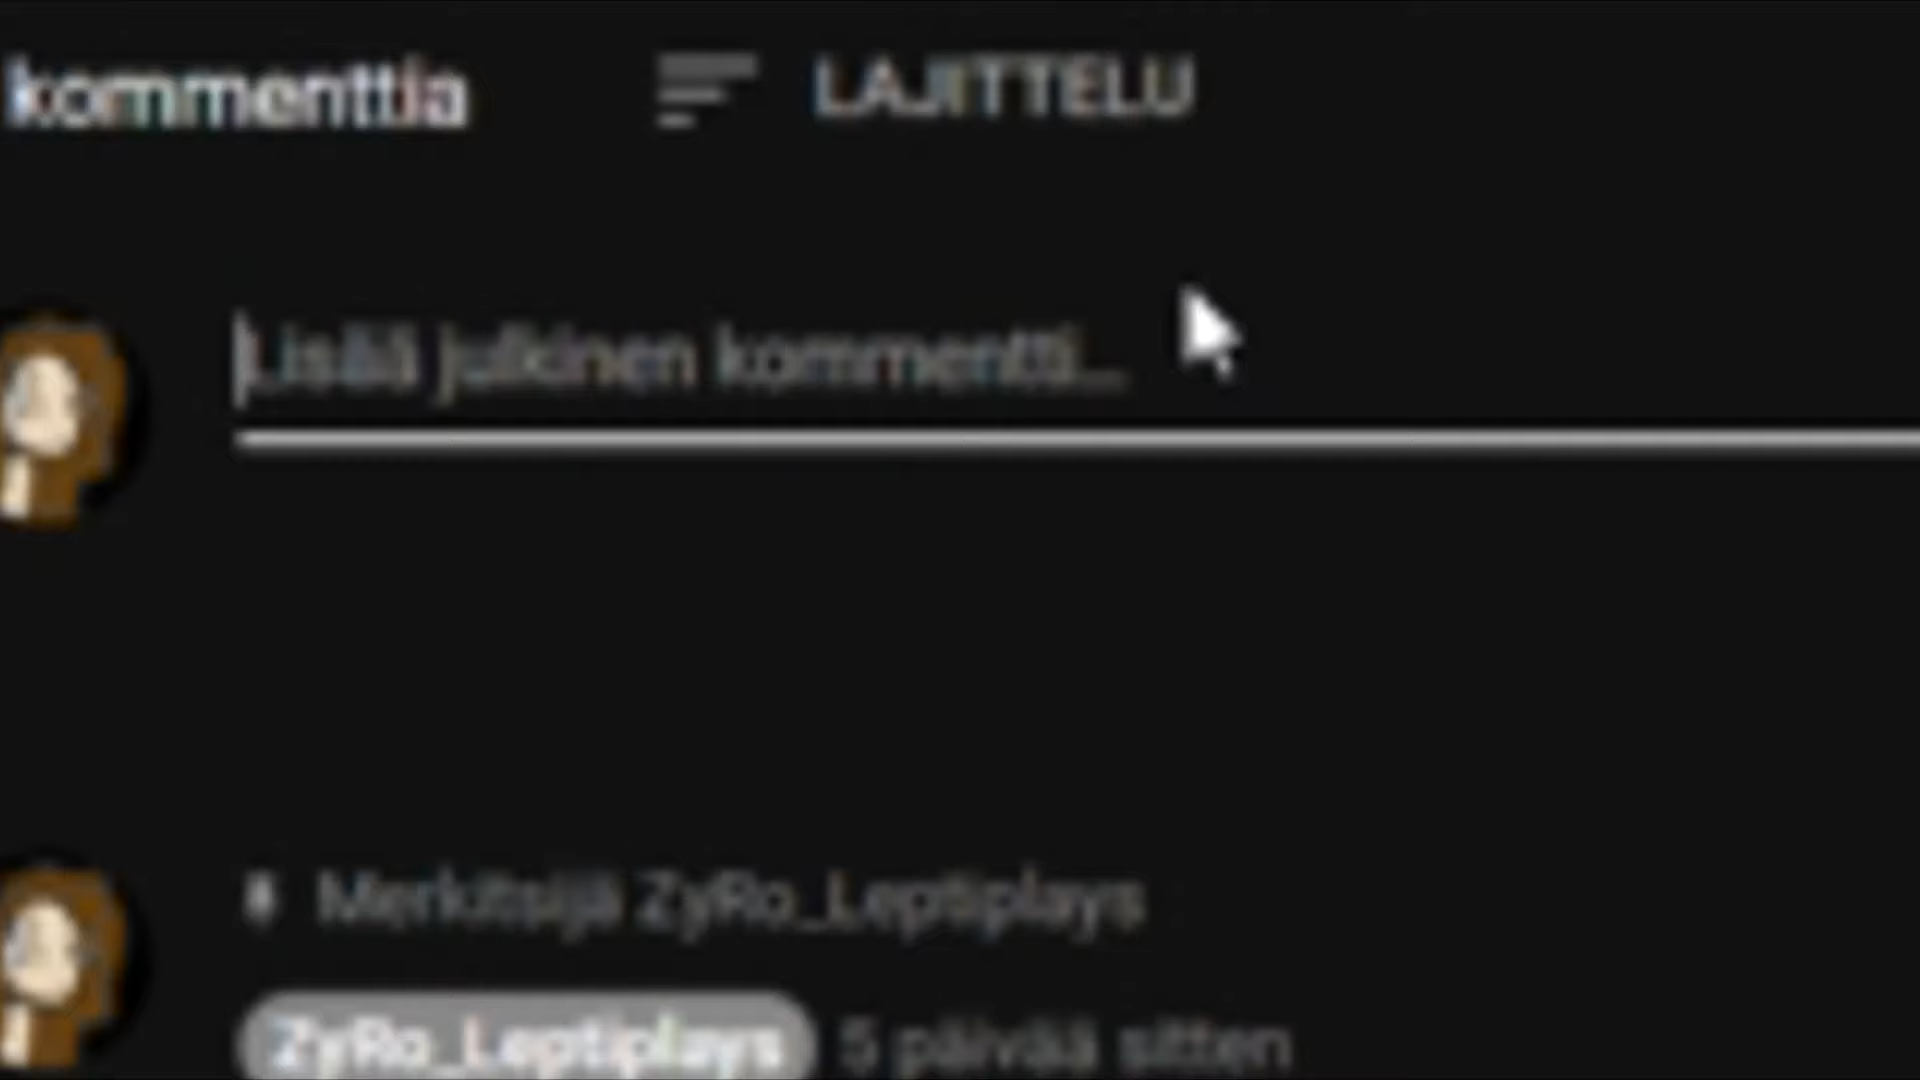 kommenttia
LAJITTELU
Lisää julkinen kommentti...
Merkitsijä ZyRo_Leptiplays
ZyRo_Leptiplays 5 päivää sitten